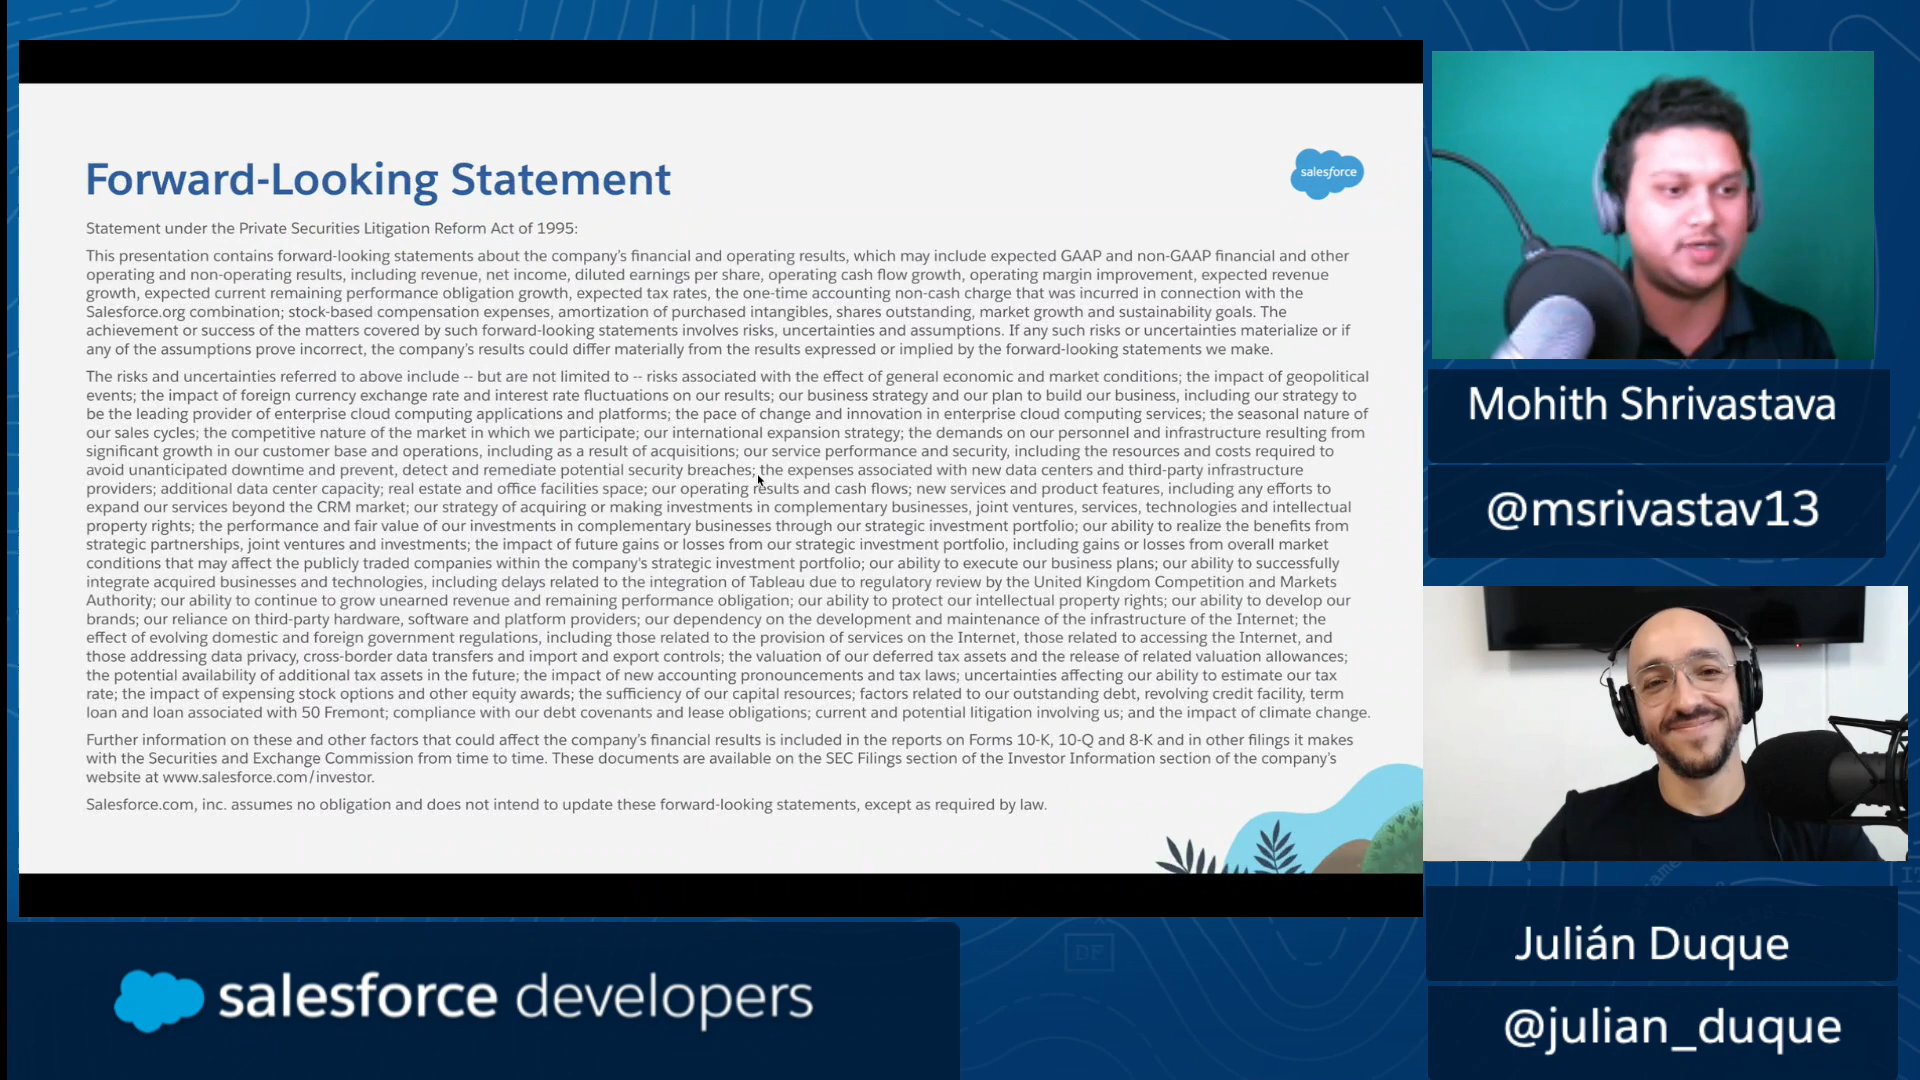 Forward-Looking Statement
salesforce
Statement under the Private Securities Litigation Reform Act of 1995:
This presentation contains forward-looking statements about the company's financial and operating results, which may include expected GAAP and non-GAAP financial and other
operating and non-operating results, including revenue, net income, diluted earnings per share, operating cash flow growth, operating margin improvement, expected revenue
growth, expected current remaining performance obligation growth, expected tax rates, the one-time accounting non-cash charge that was incurred in connection with the
Salesforce.org combination; stock-based compensation expenses, amortization of purchased intangibles, shares outstanding, market growth and sustainability goals. The
achievement or success of the matters covered by such forward-looking statements involves risks, uncertainties and assumptions. If any such risks or uncertainties materialize or if
any of the assumptions prove incorrect, the company's results could differ materially from the results expressed or implied by the forward-looking statements we make.
The risks and uncertainties referred to above include -- but are not limited to -- risks associated with the effect of general economic and market conditions; the impact of geopolitical
events; the impact of foreign currency exchange rate and interest rate fluctuations on our results; our business strategy and our plan to build our business, including our strategy to
be the leading provider of enterprise cloud computing applications and platforms; the pace of change and innovation in enterprise cloud computing services; the seasonal nature of
our sales cycles; the competitive nature of the market in which we participate; our international expansion strategy; the demands on our personnel and infrastructure resulting from
significant growth in our customer base and operations, including as a result of acquisitions; our service performance and security, including the resources and costs required to
avoid unanticipated downtime and prevent, detect and remediate potential security breaches; the expenses associated with new data centers and third-party infrastructure
providers; additional data center capacity; real estate and office facilities space; our operating results and cash flows; new services and product features, including any efforts to
expand our services beyond the CRM market; our strategy of acquiring or making investments in complementary businesses, joint ventures, services, technologies and intellectual
property rights; the performance and fair value of our investments in complementary businesses through our strategic investment portfolio; our ability to realize the benefits from
strategic partnerships, joint ventures and investments; the impact of future gains or losses from our strategic investment portfolio, including gains or losses from overall market
conditions that may affect the publicly traded companies within the company's strategic investment portfolio; our ability to execute our business plans; our ability to successfully
integrate acquired businesses and technologies, including delays related to the integration of Tableau due to regulatory review by the United Kingdom Competition and Markets
Authority; our ability to continue to grow unearned revenue and remaining performance obligation; our ability to protect our intellectual property rights; our ability to develop our
brands; our reliance on third-party hardware, software and platform providers; our dependency on the development and maintenance of the infrastructure of the Internet; the
effect of evolving domestic and foreign government regulations, including those related to the provision of services on the Internet, those related to accessing the Internet, and
those addressing data privacy, cross-border data transfers and import and export controls; the valuation of our deferred tax assets and the release of related valuation allowances;
the potential availability of additional tax assets in the future; the impact of new accounting pronouncements and tax laws; uncertainties affecting our ability to estimate our tax
rate; the impact of expensing stock options and other equity awards; the sufficiency of our capital resources; factors related to our outstanding debt, revolving credit facility, term
loan and loan associated with 50 Fremont; compliance with our debt covenants and lease obligations; current and potential litigation involving us; and the impact of climate change.
Further information on these and other factors that could affect the company's financial results is included in the reports on Forms 10-K, 10-Q and 8-K and in other filings it makes
with the Securities and Exchange Commission from time to time. These documents are available on the SEC Filings section of the Investor Information section of the company's
website at www.salesforce.com/investor.
Salesforce.com, inc. assumes no obligation and does not intend to update these forward-looking statements, except as required by law.
Mohith Shrivastava
@msrivastav13
Julián Duque
@julian_duque
salesforce developers
DF